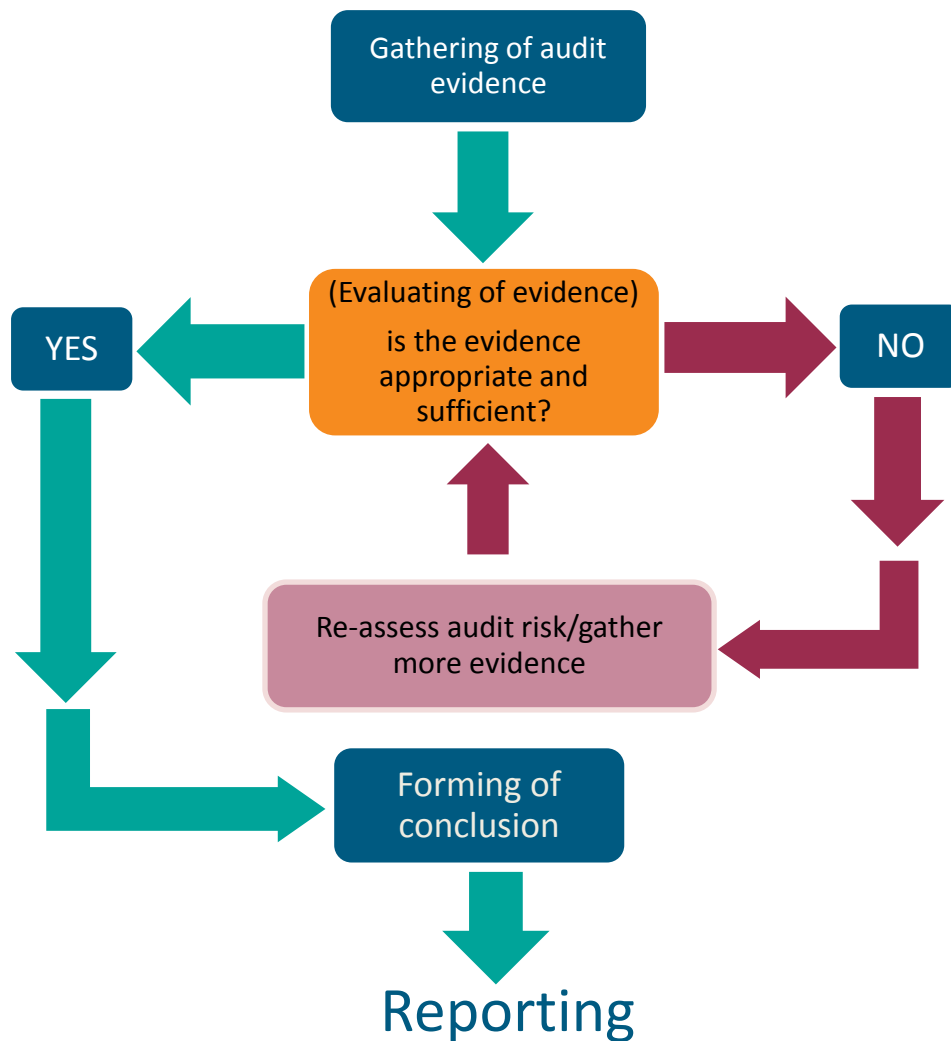 Gathering of audit
evidence
(Evaluating of evidence)
is the evidence
appropriate and
sufficient?
YES
NO
Re-assess audit risk/gather
more evidence
Forming of
conclusion
Reporting